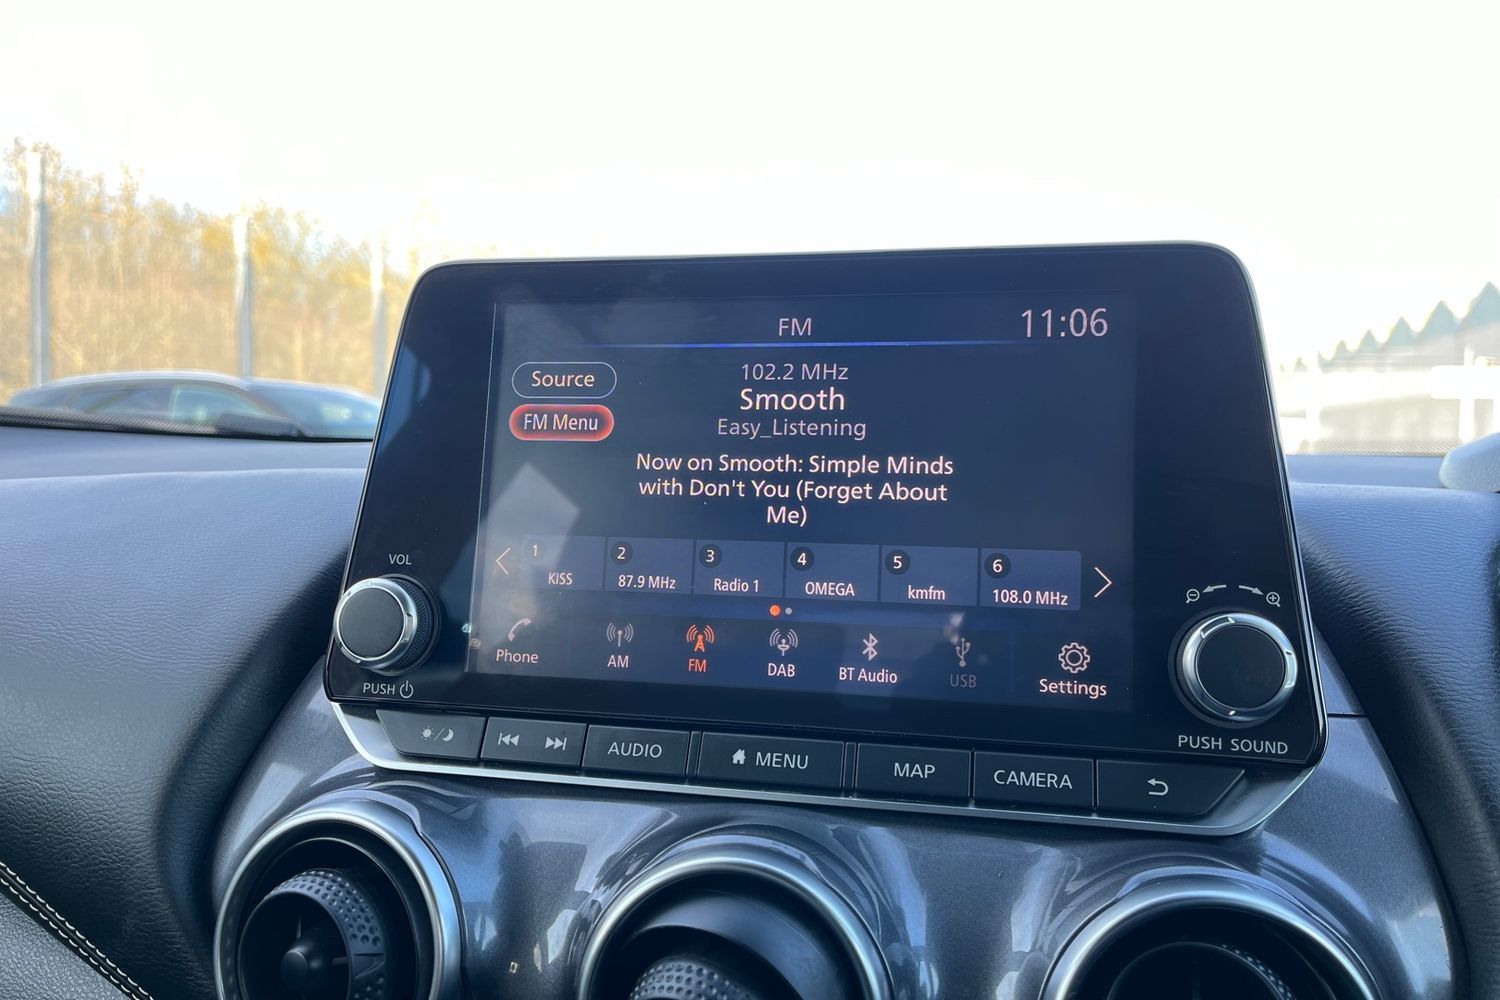 FM
11:06
Source
102.2 MHz
FM Menu
Smooth
Easy_Listening
Now on Smooth: Simple Minds
with Don't You (Forget About
Me)
1 KISS
2 87.9 MHz
3 Radio 1
4 OMEGA
5 kmfm
6 108.0 MHz
Phone
AM
FM
DAB
BT Audio
USB
Settings
VOL
PUSH
PUSH SOUND
AUDIO
MENU
MAP
CAMERA